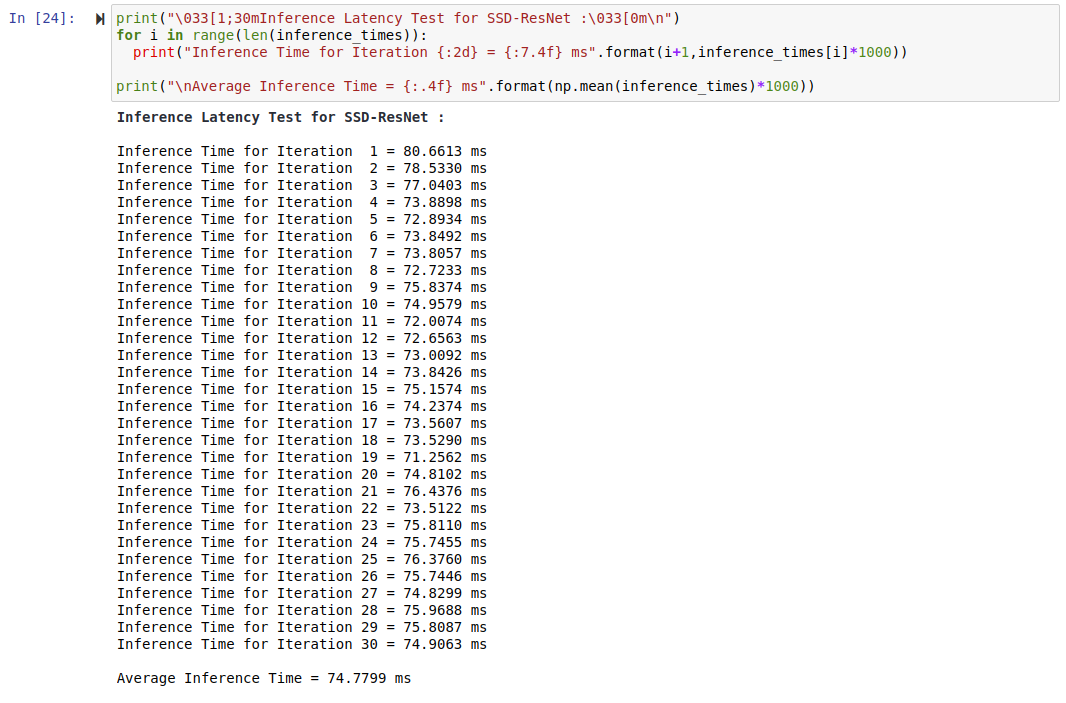 In [24]: print("\033[1;30mInference Latency Test for SSD-ResNet :\033[0m\n")
for i in range(len(inference_times)):
  print("Inference Time for Iteration {:2d} = {:7.4f} ms".format(i+1,inference_times[i]*1000))

print("\nAverage Inference Time = {:.4f} ms".format(np.mean(inference_times)*1000))
Inference Latency Test for SSD-ResNet :

Inference Time for Iteration  1 = 80.6613 ms
Inference Time for Iteration  2 = 78.5330 ms
Inference Time for Iteration  3 = 77.0403 ms
Inference Time for Iteration  4 = 73.8898 ms
Inference Time for Iteration  5 = 72.8934 ms
Inference Time for Iteration  6 = 73.8492 ms
Inference Time for Iteration  7 = 73.8057 ms
Inference Time for Iteration  8 = 72.7233 ms
Inference Time for Iteration  9 = 75.8374 ms
Inference Time for Iteration 10 = 74.9579 ms
Inference Time for Iteration 11 = 72.0074 ms
Inference Time for Iteration 12 = 72.6563 ms
Inference Time for Iteration 13 = 73.0092 ms
Inference Time for Iteration 14 = 73.8426 ms
Inference Time for Iteration 15 = 75.1574 ms
Inference Time for Iteration 16 = 74.2374 ms
Inference Time for Iteration 17 = 73.5607 ms
Inference Time for Iteration 18 = 73.5290 ms
Inference Time for Iteration 19 = 71.2562 ms
Inference Time for Iteration 20 = 74.8102 ms
Inference Time for Iteration 21 = 76.4376 ms
Inference Time for Iteration 22 = 73.5122 ms
Inference Time for Iteration 23 = 75.8110 ms
Inference Time for Iteration 24 = 75.7455 ms
Inference Time for Iteration 25 = 76.3760 ms
Inference Time for Iteration 26 = 75.7446 ms
Inference Time for Iteration 27 = 74.8299 ms
Inference Time for Iteration 28 = 75.9688 ms
Inference Time for Iteration 29 = 75.8087 ms
Inference Time for Iteration 30 = 74.9063 ms

Average Inference Time = 74.7799 ms